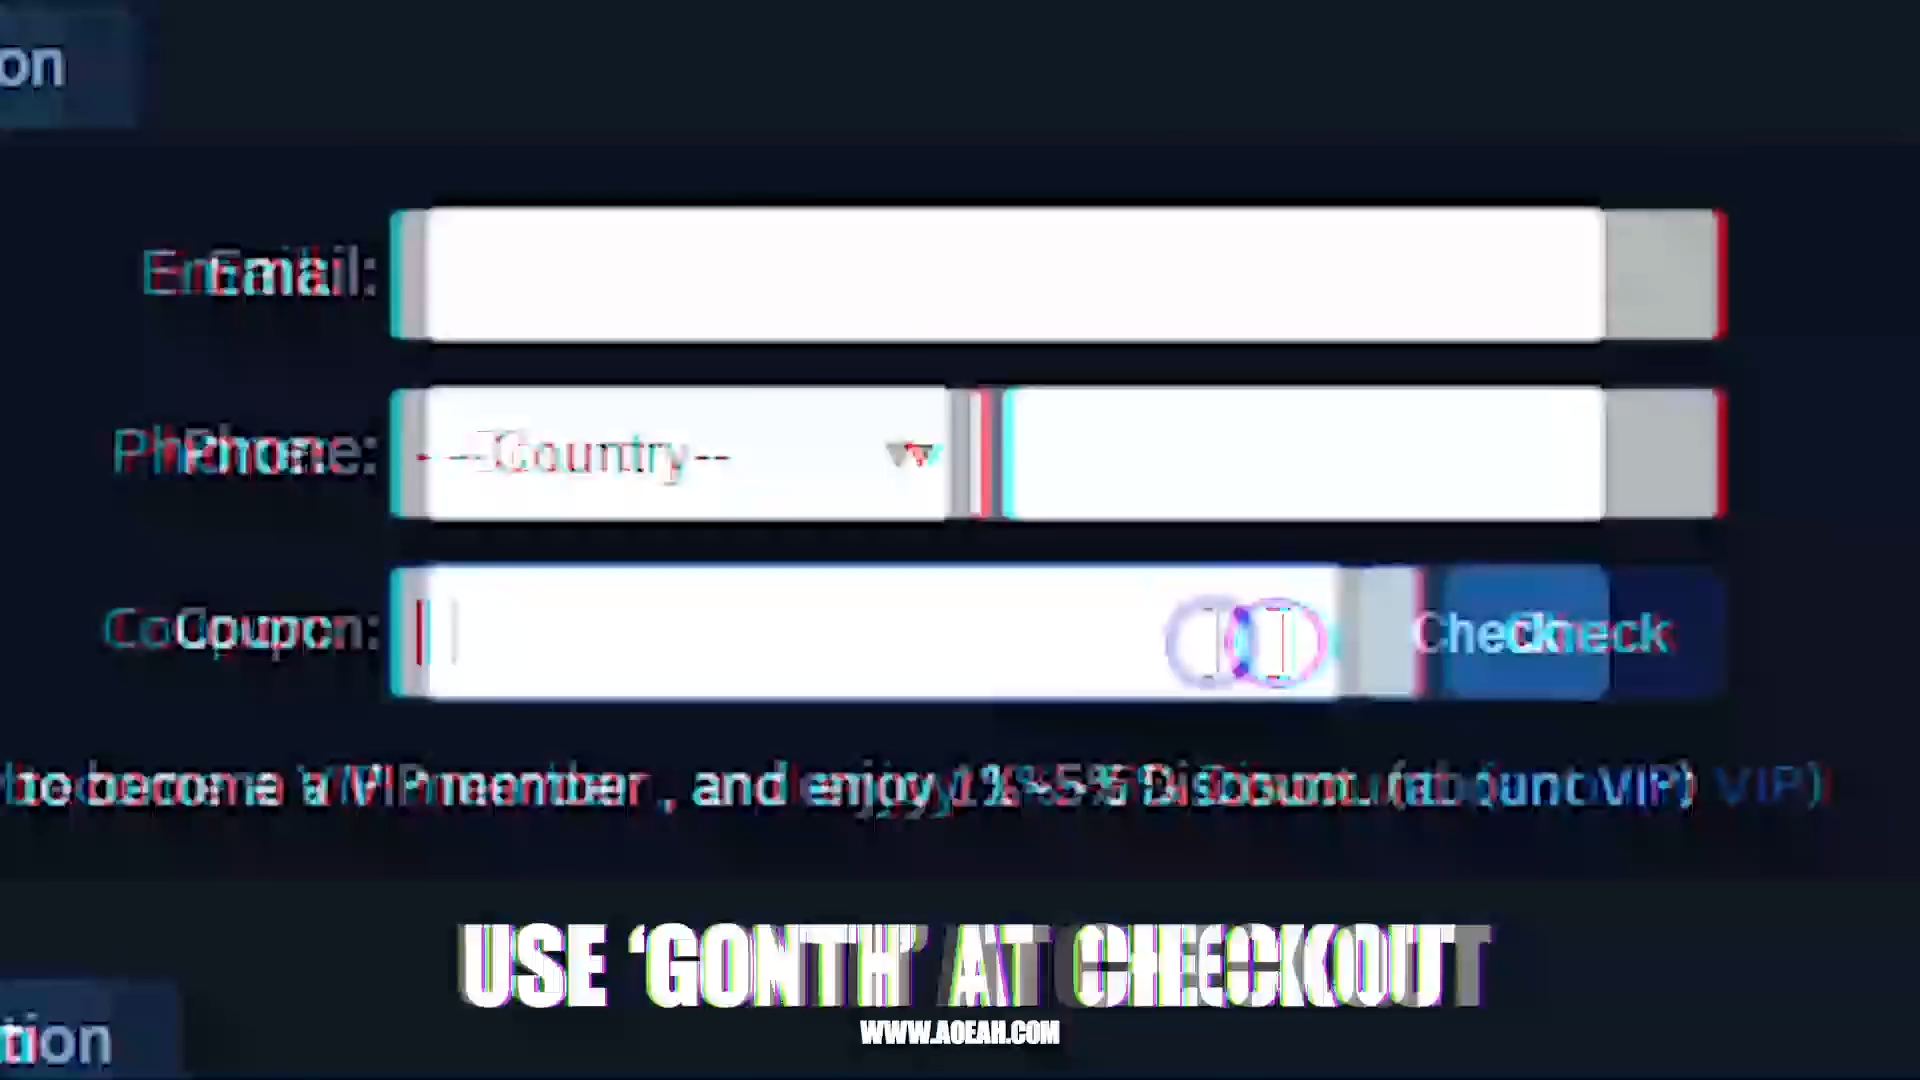 on
Email:
Phone: --Country--
Coupon: Check
to become a VIP member, and enjoy 1%~5% Discount. (about VIP)
USE ‘GONTH’ AT CHECKOUT
WWW.AOEAH.COM
tion